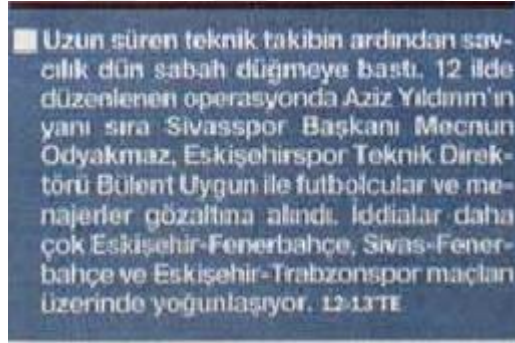 Uzun süren teknik takibin ardından sav-
cılık dün sabah düğmeye bastı. 12 ilde
düzenlenen operasyonda Aziz Yıldırım'ın
yanı sıra Sivasspor Başkanı Mecnun
Odyakmaz, Eskişehirspor Teknik Direk-
törü Bülent Uygun ile futbolcular ve me-
najerler gözaltına alındı. İddialar daha
çok Eskişehir-Fenerbahçe, Sivas-Fener-
bahçe ve Eskişehir-Trabzonspor maçları
üzerinde yoğunlaşıyor. 12-13'TE